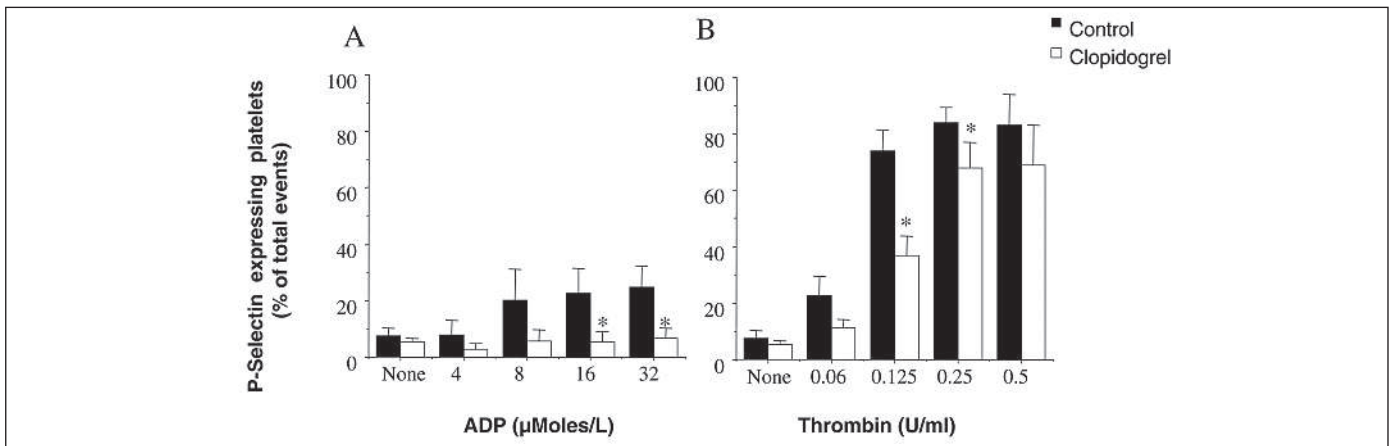 A
B
Control
Clopidogrel
P-Selectin expressing platelets
(% of total events)
100
80
60
40
20
0
* *
None 4 8 16 32
ADP (µMoles/L)
100
80
60
40
20
0
* *
None 0.06 0.125 0.25 0.5
Thrombin (U/ml)